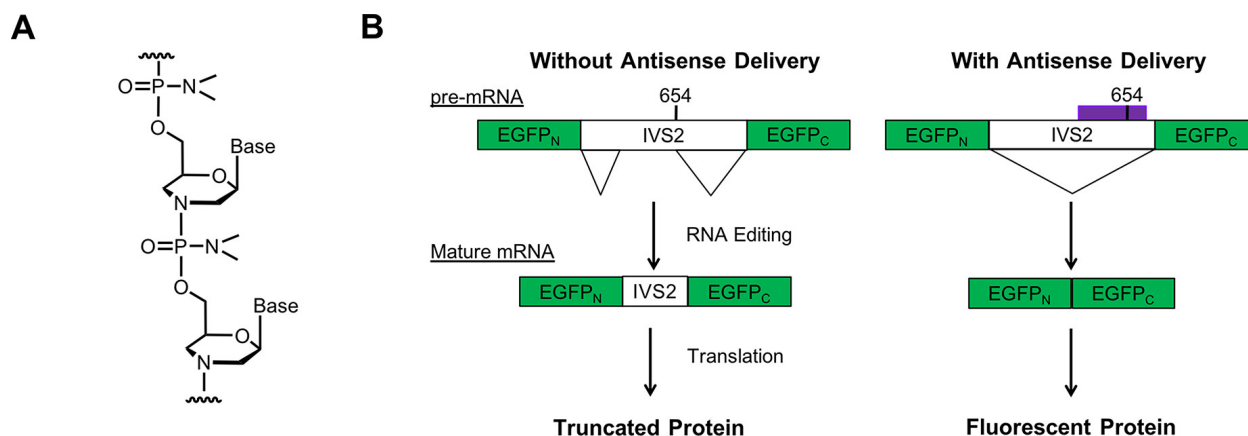 A
O=P—N
O
Base
O
N
O=P—N
O
Base
O
N
B
Without Antisense Delivery
pre-mRNA
654
EGFPN IVS2 EGFPC
RNA Editing
Mature mRNA
EGFPN IVS2 EGFPC
Translation
Truncated Protein
With Antisense Delivery
654
EGFPN IVS2 EGFPC
EGFPN EGFPC
Fluorescent Protein